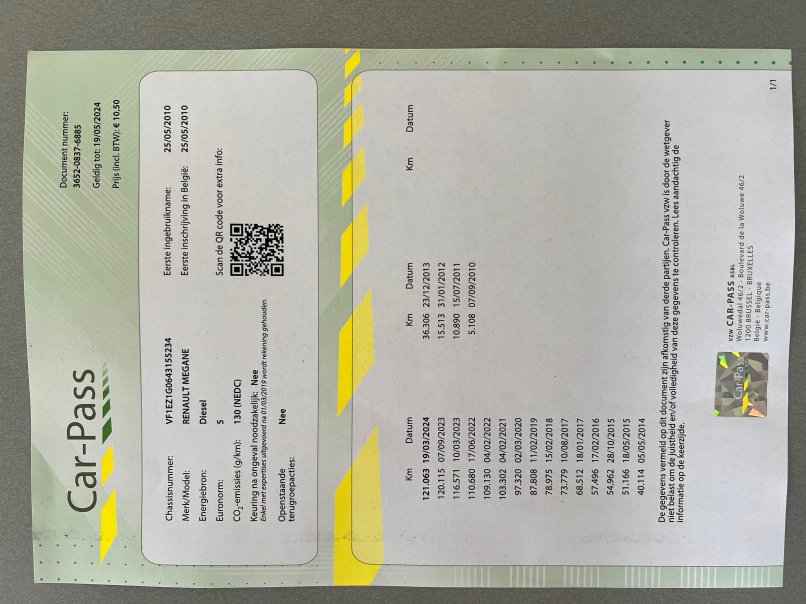 Car-Pass
Document nummer:
3652-0837-6885
Geldig tot: 19/05/2024
Prijs (incl. BTW): € 10,50
Chassisnummer: VF1EZ1G0643155234
Merk/Model: RENAULT MEGANE
Energiebron: Diesel
Euronorm: 5
CO2-emissies (g/km): 130 (NEDC)
Keuring na ongeval noodzakelijk: Nee
Enkel met expertises uitgevoerd na 01/03/2019 wordt rekening gehouden.
Openstaande
terugroepacties: Nee
Eerste ingebruikname: 25/05/2010
Eerste inschrijving in België: 25/05/2010
Scan de QR code voor extra info:
Km Datum
121.063 19/03/2024
120.115 07/09/2023
116.571 10/03/2023
110.680 17/06/2022
109.130 04/02/2022
103.302 04/02/2021
97.320 02/03/2020
87.808 11/02/2019
78.975 15/02/2018
73.779 10/08/2017
68.512 18/01/2017
57.496 17/02/2016
54.962 28/10/2015
51.166 18/05/2015
40.114 05/05/2014
Km Datum
36.306 23/12/2013
15.513 31/01/2012
10.890 15/07/2011
5.108 07/09/2010
Km Datum
De gegevens vermeld op dit document zijn afkomstig van derde partijen. Car-Pass vzw is door de wetgever
niet belast om de juistheid en/of volledigheid van deze gegevens te controleren. Lees aandachtig de
informatie op de keerzijde.
Car-Pass
vzw CAR-PASS asbl
Woluwedal 46/2 - Boulevard de la Woluwe 46/2
1200 BRUSSEL - BRUXELLES
België - Belgique
www.car-pass.be
1/1